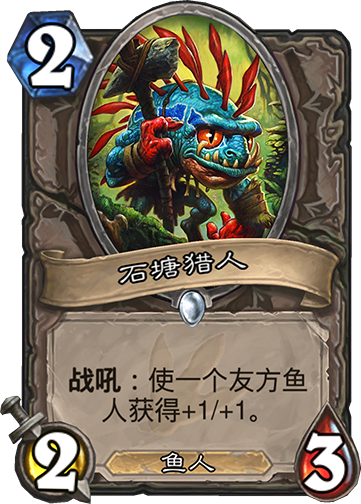 2
石塘猎人
战吼：使一个友方鱼
人获得+1/+1。
2
鱼人
3